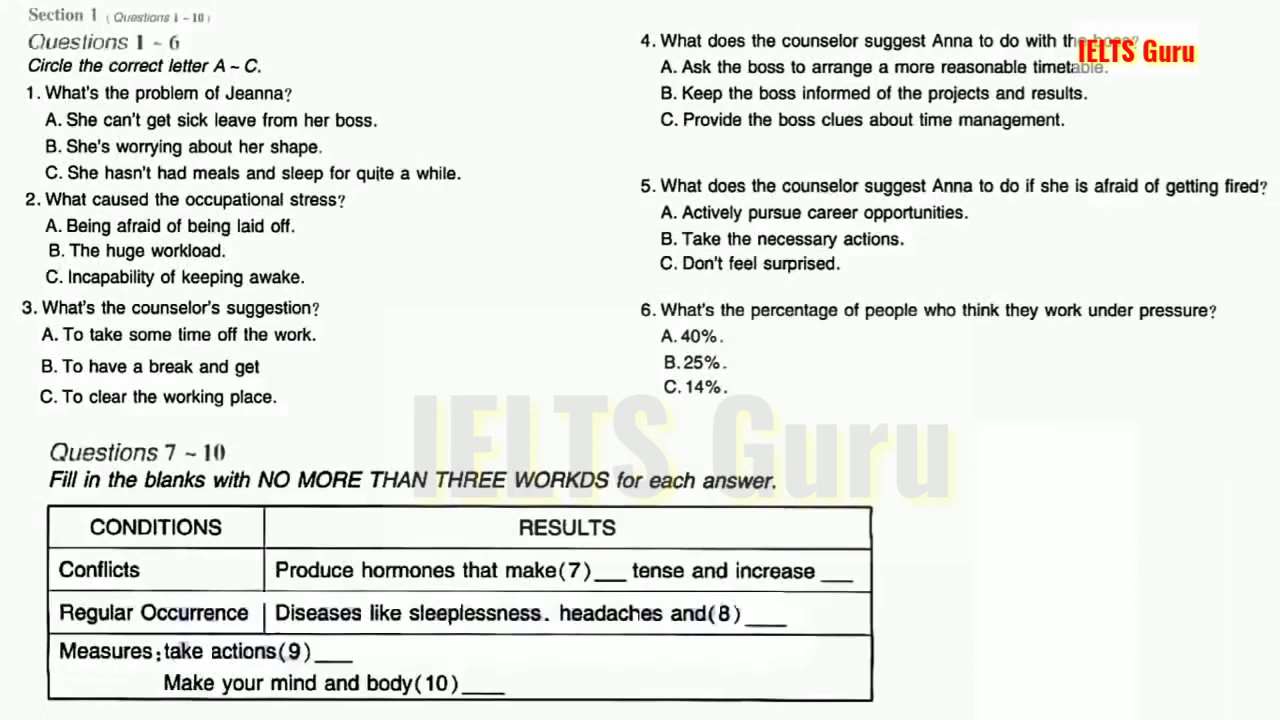 Section 1 ( Questions 1 ~ 10 )
Questions 1 ~ 6
Circle the correct letter A ~ C.
1. What's the problem of Jeanna?
A. She can't get sick leave from her boss.
B. She's worrying about her shape.
C. She hasn't had meals and sleep for quite a while.
2. What caused the occupational stress?
A. Being afraid of being laid off.
B. The huge workload.
C. Incapability of keeping awake.
3. What's the counselor's suggestion?
A. To take some time off the work.
B. To have a break and get
C. To clear the working place.
4. What does the counselor suggest Anna to do with the
IELTS Guru
A. Ask the boss to arrange a more reasonable timetable.
B. Keep the boss informed of the projects and results.
C. Provide the boss clues about time management.
5. What does the counselor suggest Anna to do if she is afraid of getting fired?
A. Actively pursue career opportunities.
B. Take the necessary actions.
C. Don't feel surprised.
6. What's the percentage of people who think they work under pressure?
A. 40%.
B. 25%.
C. 14%.
IELTS Guru
Questions 7 ~ 10
Fill in the blanks with NO MORE THAN THREE WORKDS for each answer.
CONDITIONS RESULTS
Conflicts Produce hormones that make(7)___ tense and increase ___
Regular Occurrence Diseases like sleeplessness. headaches and(8)____
Measures: take actions(9)____
Make your mind and body(10)____